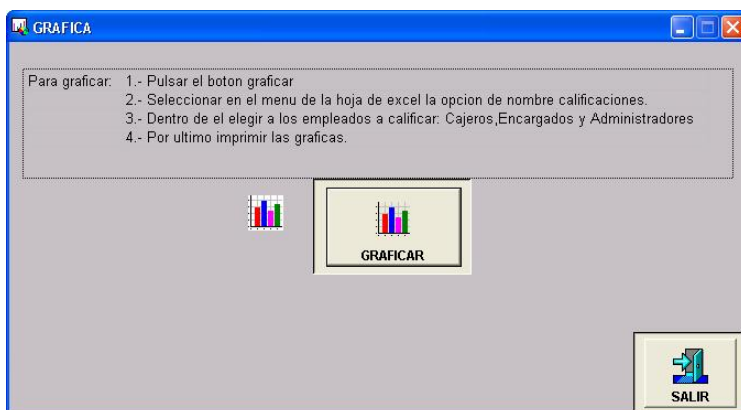 GRAFICA
Para graficar: 1.- Pulsar el boton graficar
2.- Seleccionar en el menu de la hoja de excel la opcion de nombre calificaciones.
3.- Dentro de el elegir a los empleados a calificar: Cajeros,Encargados y Administradores
4.- Por ultimo imprimir las graficas.
GRAFICAR
SALIR